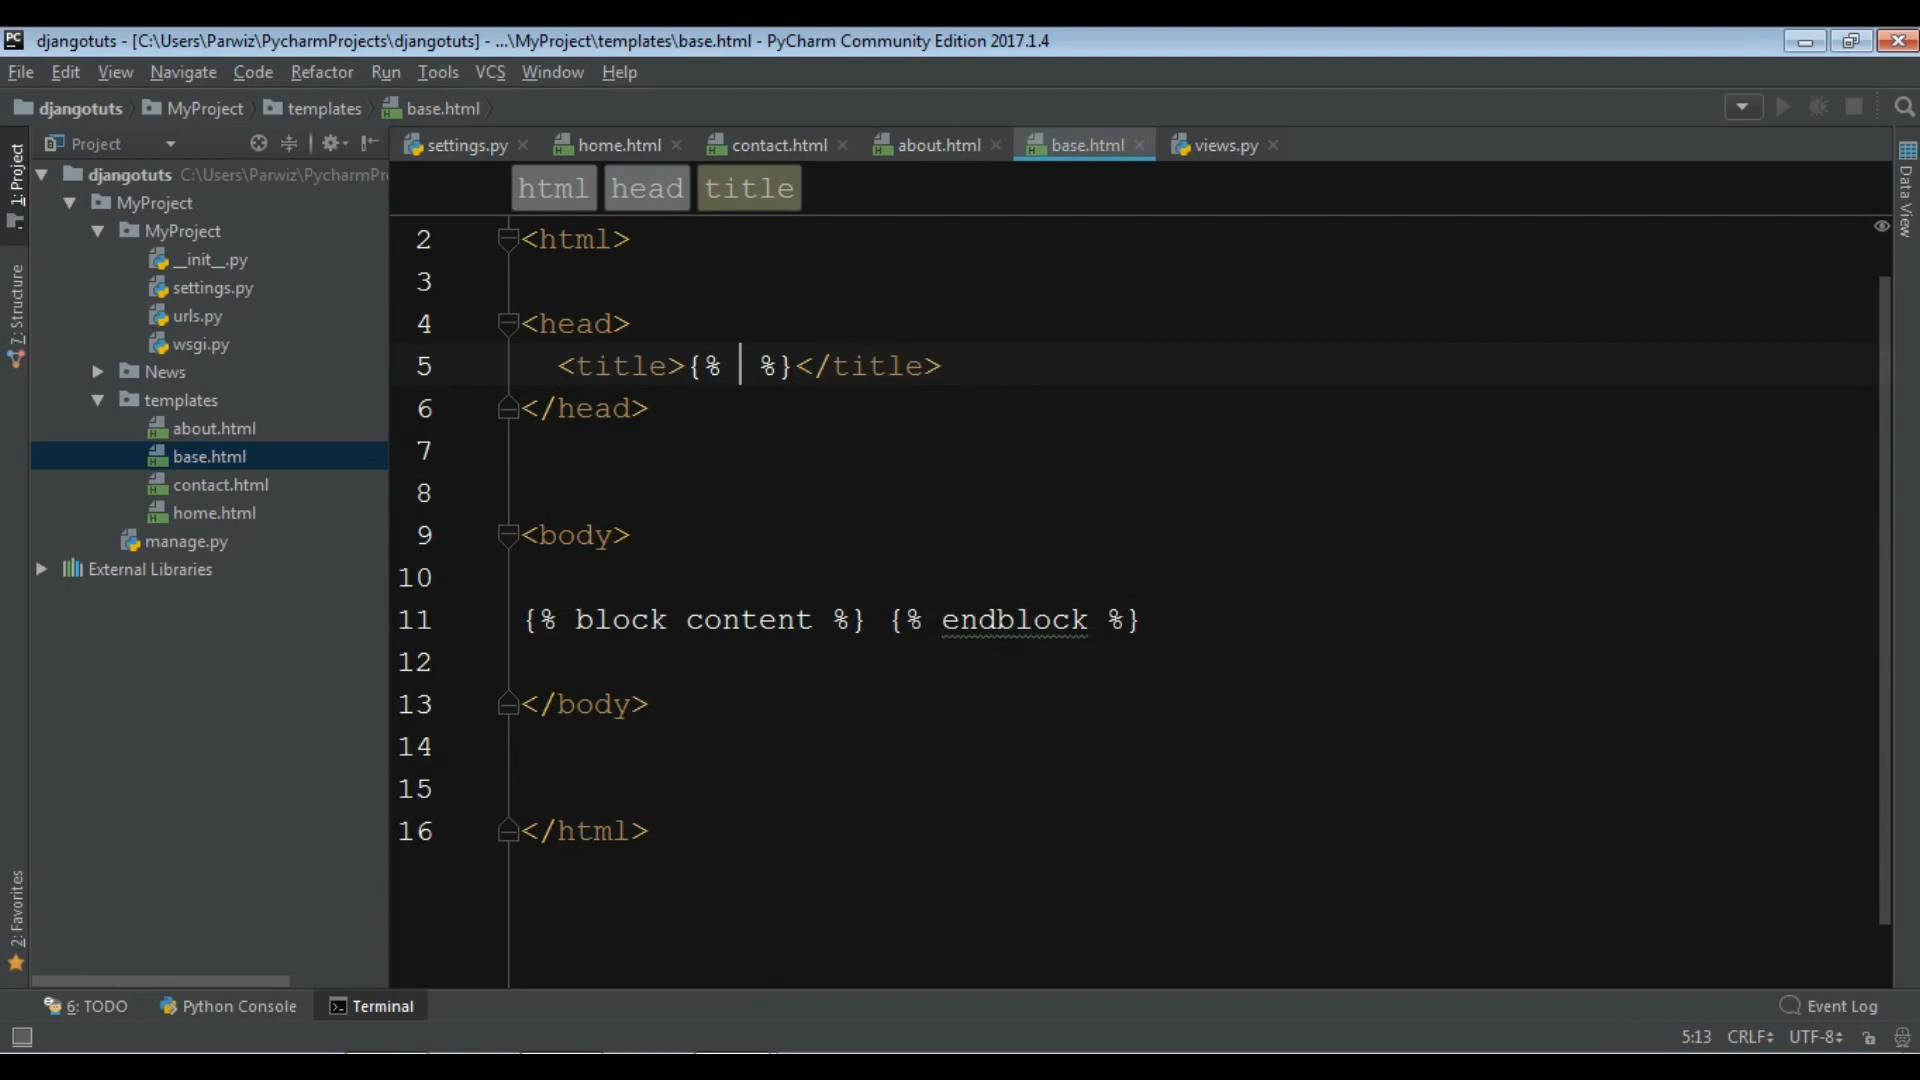 djangotuts - [C:\Users\Parwiz\PycharmProjects\djangotuts] - ...\MyProject\templates\base.html - PyCharm Community Edition 2017.1.4
File Edit View Navigate Code Refactor Run Tools VCS Window Help
djangotuts MyProject templates base.html
Project
settings.py home.html contact.html about.html base.html views.py
html head title
1: Project
7: Structure
2: Favorites
Data View
djangotuts C:\Users\Parwiz\PycharmPr
MyProject
MyProject
__init__.py
settings.py
urls.py
wsgi.py
News
templates
about.html
base.html
contact.html
home.html
manage.py
External Libraries
2 <html>
3
4 <head>
5 <title>{% %}</title>
6 </head>
7
8
9 <body>
10
11 {% block content %} {% endblock %}
12
13 </body>
14
15
16 </html>
6: TODO Python Console Terminal Event Log
5:13 CRLF UTF-8